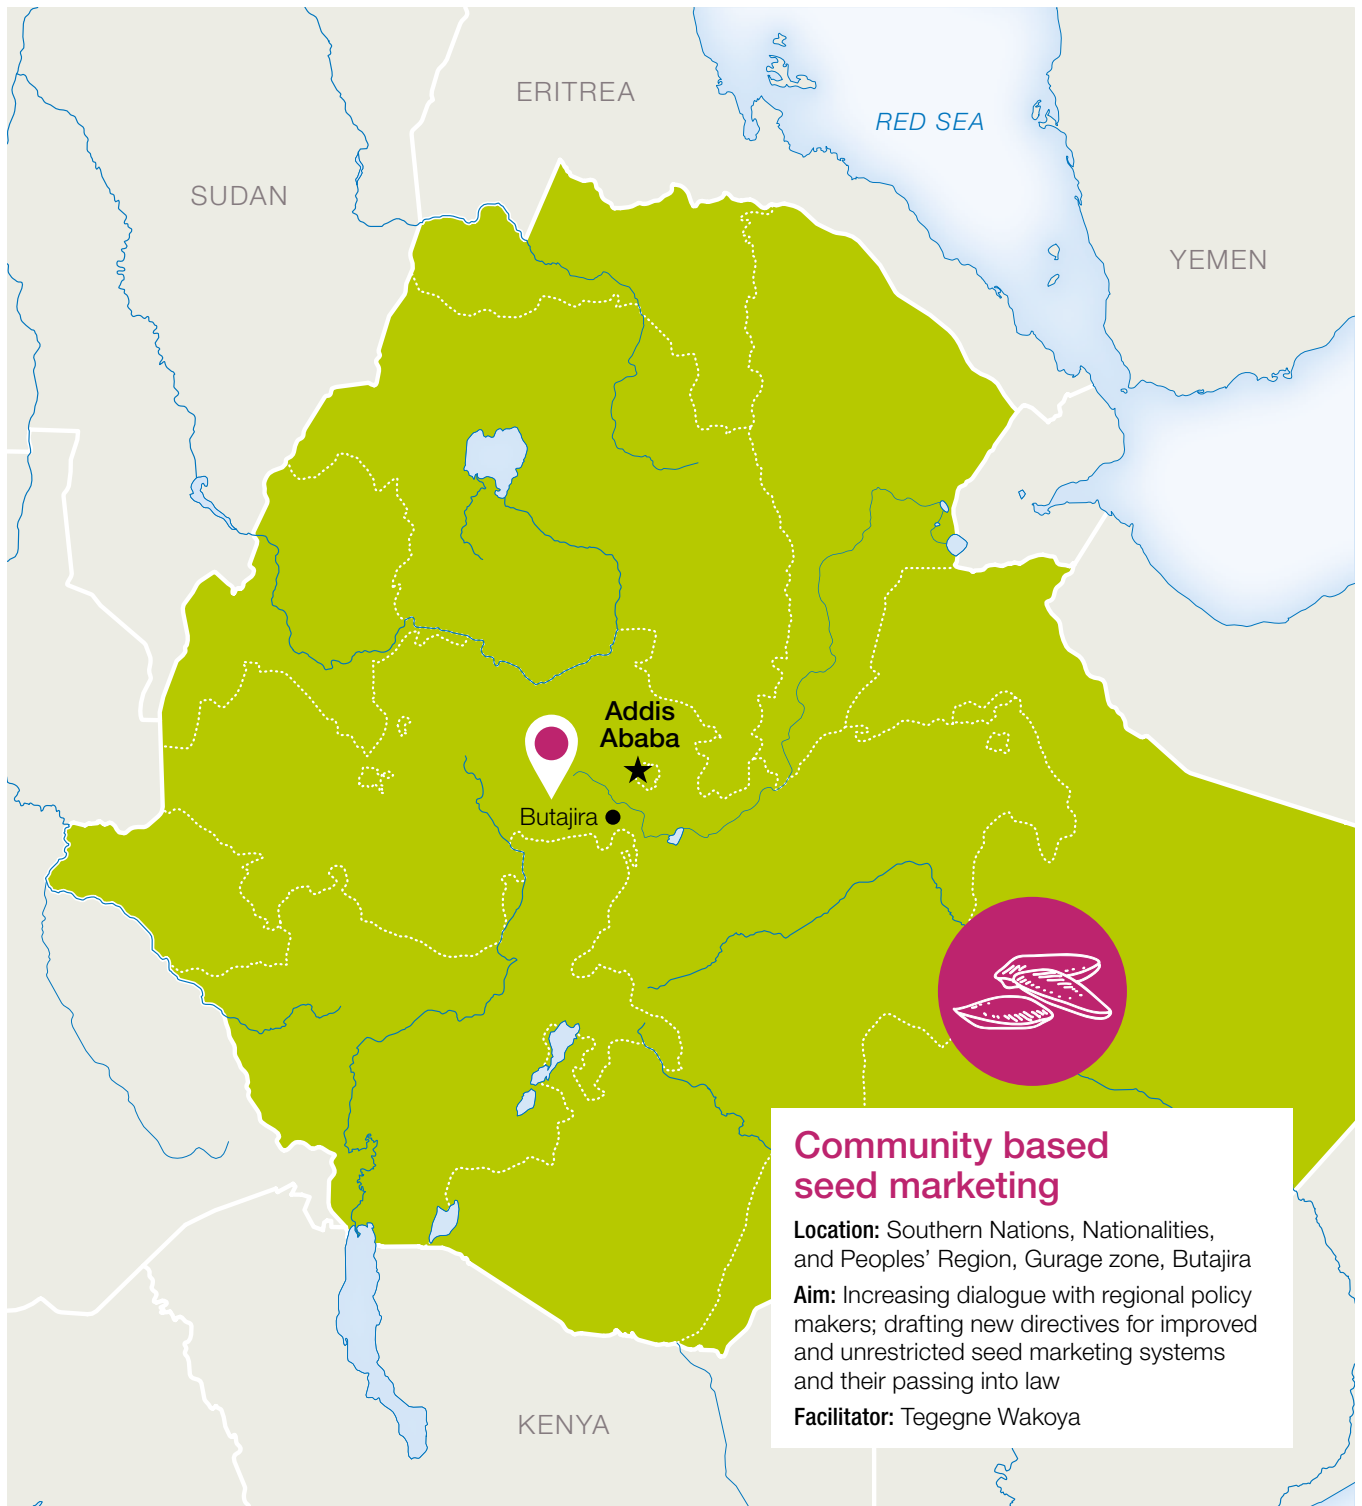 ERITREA
RED SEA
SUDAN
YEMEN
Addis
Ababa
Butajira
Community based
seed marketing
Location: Southern Nations, Nationalities,
and Peoples’ Region, Gurage zone, Butajira
Aim: Increasing dialogue with regional policy
makers; drafting new directives for improved
and unrestricted seed marketing systems
and their passing into law
Facilitator: Tegegne Wakoya
KENYA